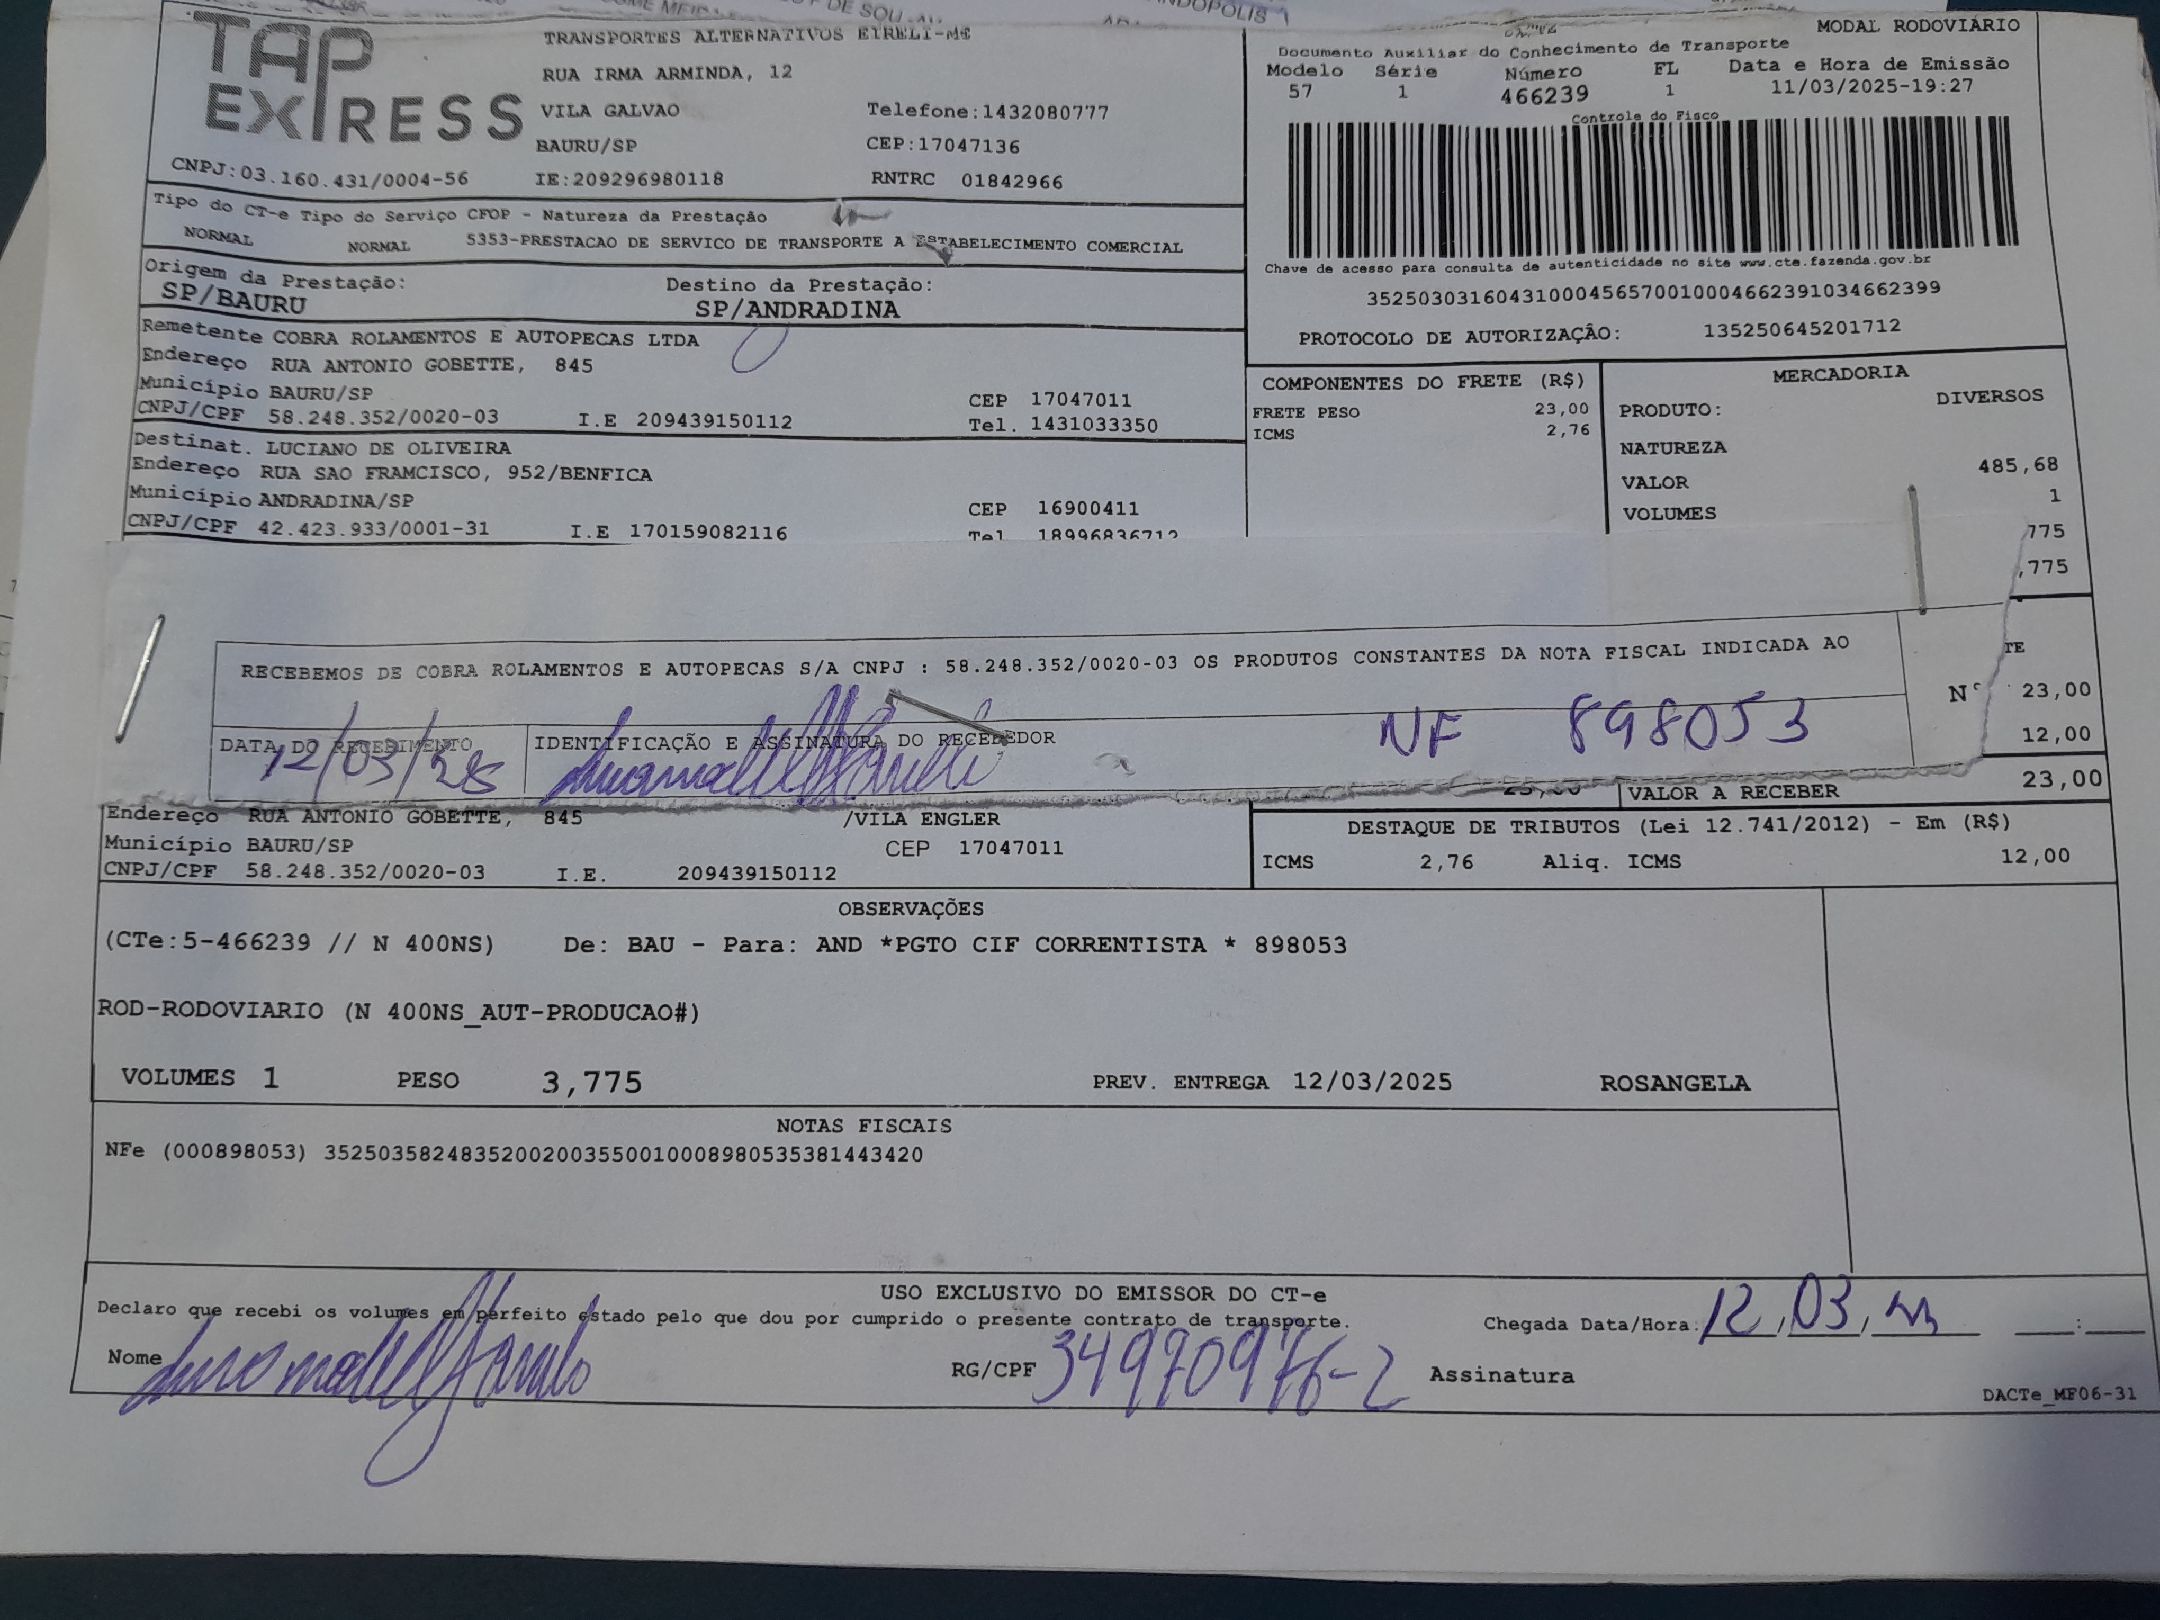 TAP EXPRESS
TRANSPORTES ALTERNATIVOS EIRELI-ME
RUA IRMA ARMINDA, 12
VILA GALVAO Telefone:1432080777
BAURU/SP CEP:17047136
CNPJ:03.160.431/0004-56 IE:209296980118 RNTRC 01842966
MODAL RODOVIÁRIO
Documento Auxiliar do Conhecimento de Transporte
Modelo Série Número FL Data e Hora de Emissão
57 1 466239 1 11/03/2025-19:27
Controle do Fisco
Chave de acesso para consulta de autenticidade no site www.cte.fazenda.gov.br
35250303160431000456570010004662391034662399
PROTOCOLO DE AUTORIZAÇÃO: 135250645201712
Tipo do CT-e Tipo do Serviço CFOP - Natureza da Prestação
NORMAL NORMAL 5353-PRESTACAO DE SERVICO DE TRANSPORTE A ESTABELECIMENTO COMERCIAL
Origem da Prestação: Destino da Prestação:
SP/BAURU SP/ANDRADINA
Remetente COBRA ROLAMENTOS E AUTOPECAS LTDA
Endereço RUA ANTONIO GOBETTE, 845
Município BAURU/SP CEP 17047011
CNPJ/CPF 58.248.352/0020-03 I.E 209439150112 Tel. 1431033350
Destinat. LUCIANO DE OLIVEIRA
Endereço RUA SAO FRAMCISCO, 952/BENFICA
Município ANDRADINA/SP CEP 16900411
CNPJ/CPF 42.423.933/0001-31 I.E 170159082116 Tel 18996836712
COMPONENTES DO FRETE (R$)
FRETE PESO 23,00
ICMS 2,76
MERCADORIA
PRODUTO: DIVERSOS
NATUREZA
VALOR 485,68
VOLUMES 1
775
,775
RECEBEMOS DE COBRA ROLAMENTOS E AUTOPECAS S/A CNPJ : 58.248.352/0020-03 OS PRODUTOS CONSTANTES DA NOTA FISCAL INDICADA AO
TE
Nº 23,00
DATA DO RECEBIMENTO IDENTIFICAÇÃO E ASSINATURA DO RECEBEDOR NF 898053
12/03/25
12,00
VALOR A RECEBER 23,00
Endereço RUA ANTONIO GOBETTE, 845 /VILA ENGLER
Município BAURU/SP CEP 17047011
CNPJ/CPF 58.248.352/0020-03 I.E. 209439150112
DESTAQUE DE TRIBUTOS (Lei 12.741/2012) - Em (R$)
ICMS 2,76 Aliq. ICMS 12,00
OBSERVAÇÕES
(CTe:5-466239 // N 400NS) De: BAU - Para: AND *PGTO CIF CORRENTISTA * 898053
ROD-RODOVIARIO (N 400NS_AUT-PRODUCAO#)
VOLUMES 1 PESO 3,775 PREV. ENTREGA 12/03/2025 ROSANGELA
NOTAS FISCAIS
NFe (000898053) 35250358248352002003550010008980535381443420
USO EXCLUSIVO DO EMISSOR DO CT-e
Declaro que recebi os volumes em perfeito estado pelo que dou por cumprido o presente contrato de transporte. Chegada Data/Hora: 12,03,
Nome RG/CPF 34970976-2 Assinatura
DACTe_MF06-31